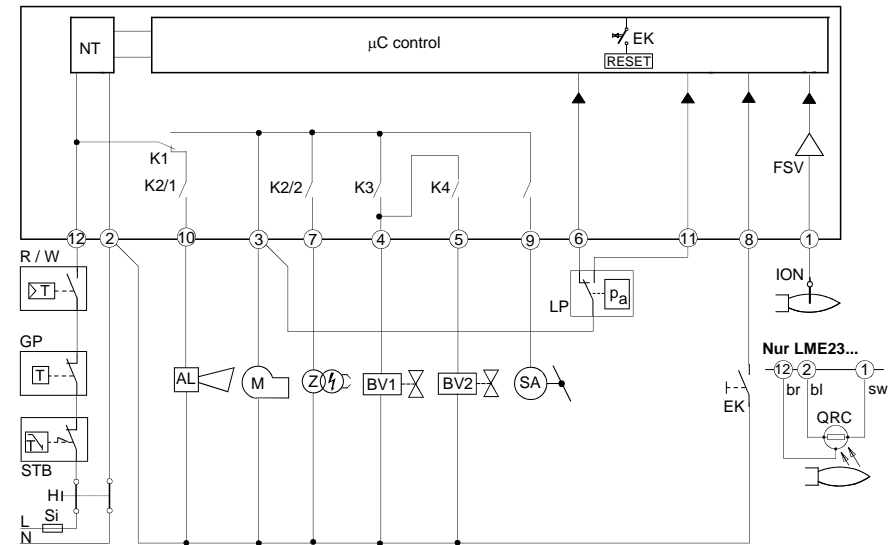 NT
µC control
EK
RESET
FSV
K1
K2/1
K2/2
K3
K4
12
2
10
3
7
4
5
9
6
11
8
1
R / W
T
GP
T
STB
T
H
Si
L
N
AL
M
Z
BV1
BV2
SA
LP
pa
EK
ION
Nur LME23...
12
2
1
br
bl
sw
QRC